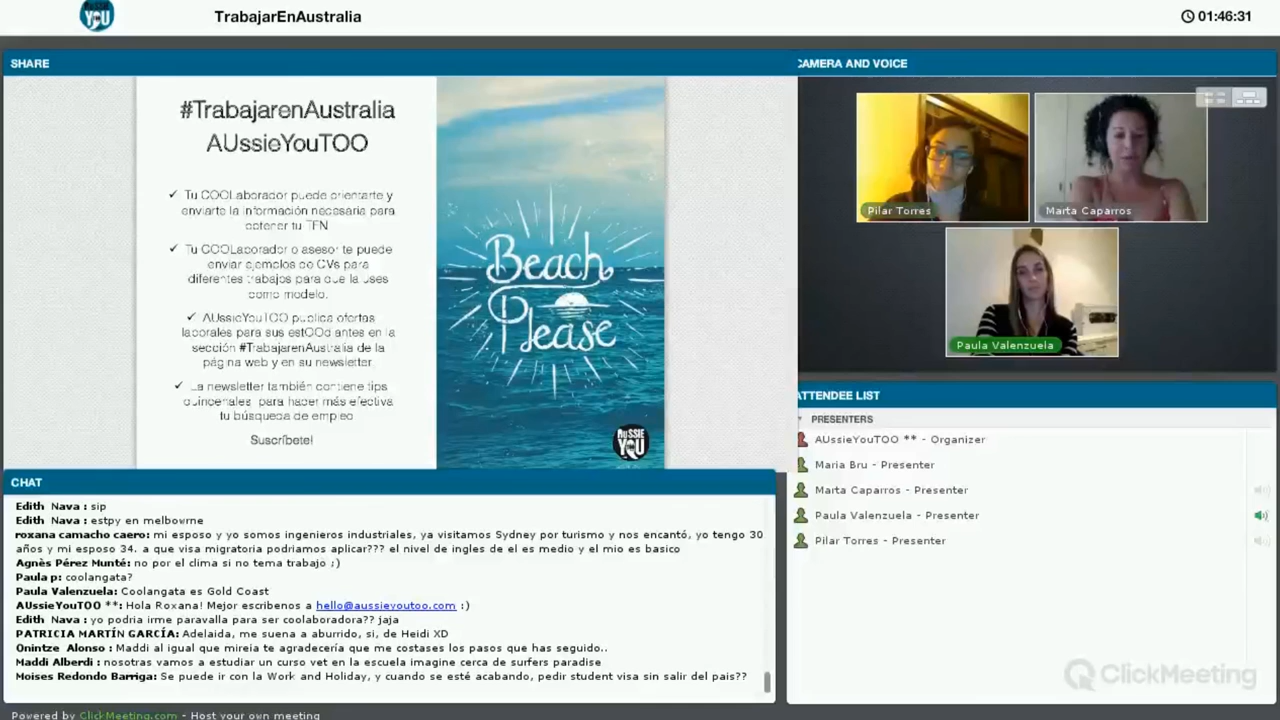 AUSSIE
YOU
TrabajarEnAustralia
01:46:31
SHARE
#TrabajarenAustralia
AUssieYouTOO
✓ Tu COOLaborador puede orientarte y
enviarte la información necesaria para
obtener tu TFN
✓ Tu COOLaborador o asesor te puede
enviar ejemplos de CVs para
diferentes trabajos para que la uses
como modelo.
✓ AUssieYouTOO publica ofertas
laborales para sus estOOdiantes en la
sección #TrabajarenAustralia de la
página web y en su newsletter
✓ La newsletter también contiene tips
quincenales para hacer más efectiva
tu búsqueda de empleo
Suscríbete!
Beach
Please
AUSSIE
YOU
CAMERA AND VOICE
Pilar Torres
Marta Caparros
Paula Valenzuela
ATTENDEE LIST
PRESENTERS
AUssieYouTOO ** - Organizer
Maria Bru - Presenter
Marta Caparros - Presenter
Paula Valenzuela - Presenter
Pilar Torres - Presenter
CHAT
Edith Nava : sip
Edith Nava : estpy en melbowrne
roxana camacho caero: mi esposo y yo somos ingenieros industriales, ya visitamos Sydney por turismo y nos encantó, yo tengo 30
años y mi esposo 34. a que visa migratoria podriamos aplicar??? el nivel de ingles de el es medio y el mio es basico
Agnès Pérez Munté: no por el clima si no tema trabajo ;)
Paula p: coolangata?
Paula Valenzuela: Coolangata es Gold Coast
AUssieYouTOO **: Hola Roxana! Mejor escribenos a hello@aussieyoutoo.com :)
Edith Nava : yo podria irme paravalla para ser coolaboradora?? jaja
PATRICIA MARTÍN GARCÍA: Adelaida, me suena a aburrido, si, de Heidi XD
Onintze Alonso : Maddi al igual que mireia te agradecería que me costases los pasos que has seguido..
Maddi Alberdi : nosotras vamos a estudiar un curso vet en la escuela imagine cerca de surfers paradise
Moises Redondo Barriga: Se puede ir con la Work and Holiday, y cuando se esté acabando, pedir student visa sin salir del pais??
ClickMeeting
Powered by ClickMeeting.com - Host your own meeting